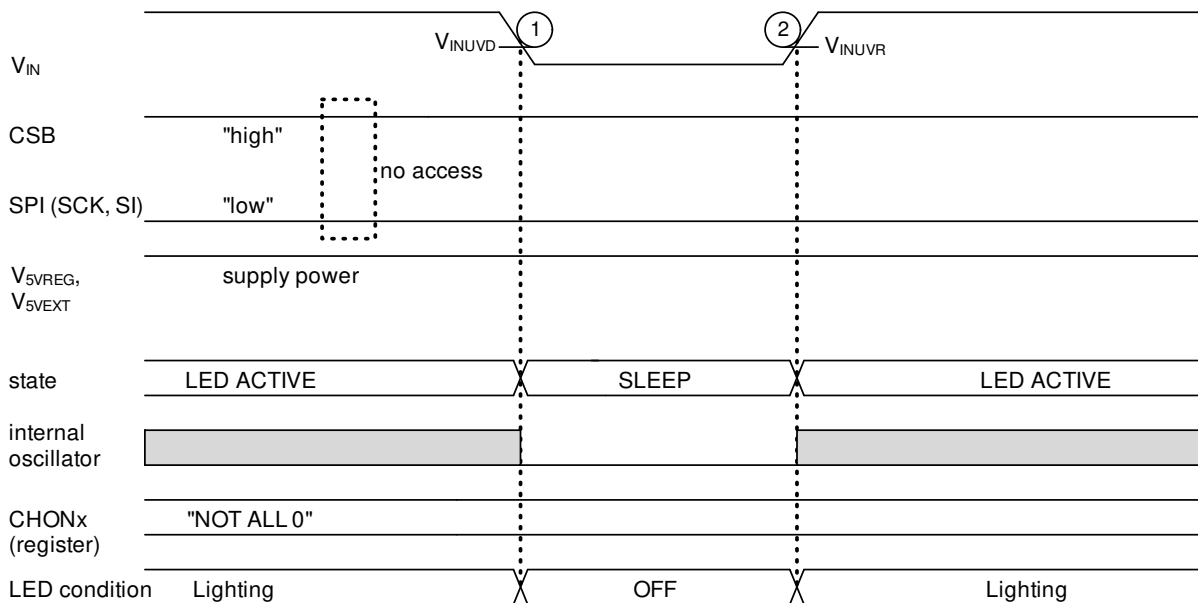 1
2
VINUVD
VINUVR
VIN
CSB
"high"
no access
SPI (SCK, SI)
"low"
V5VREG,
V5VEXT
supply power
state
LED ACTIVE
SLEEP
LED ACTIVE
internal
oscillator
CHONx
(register)
"NOT ALL 0"
LED condition
Lighting
OFF
Lighting